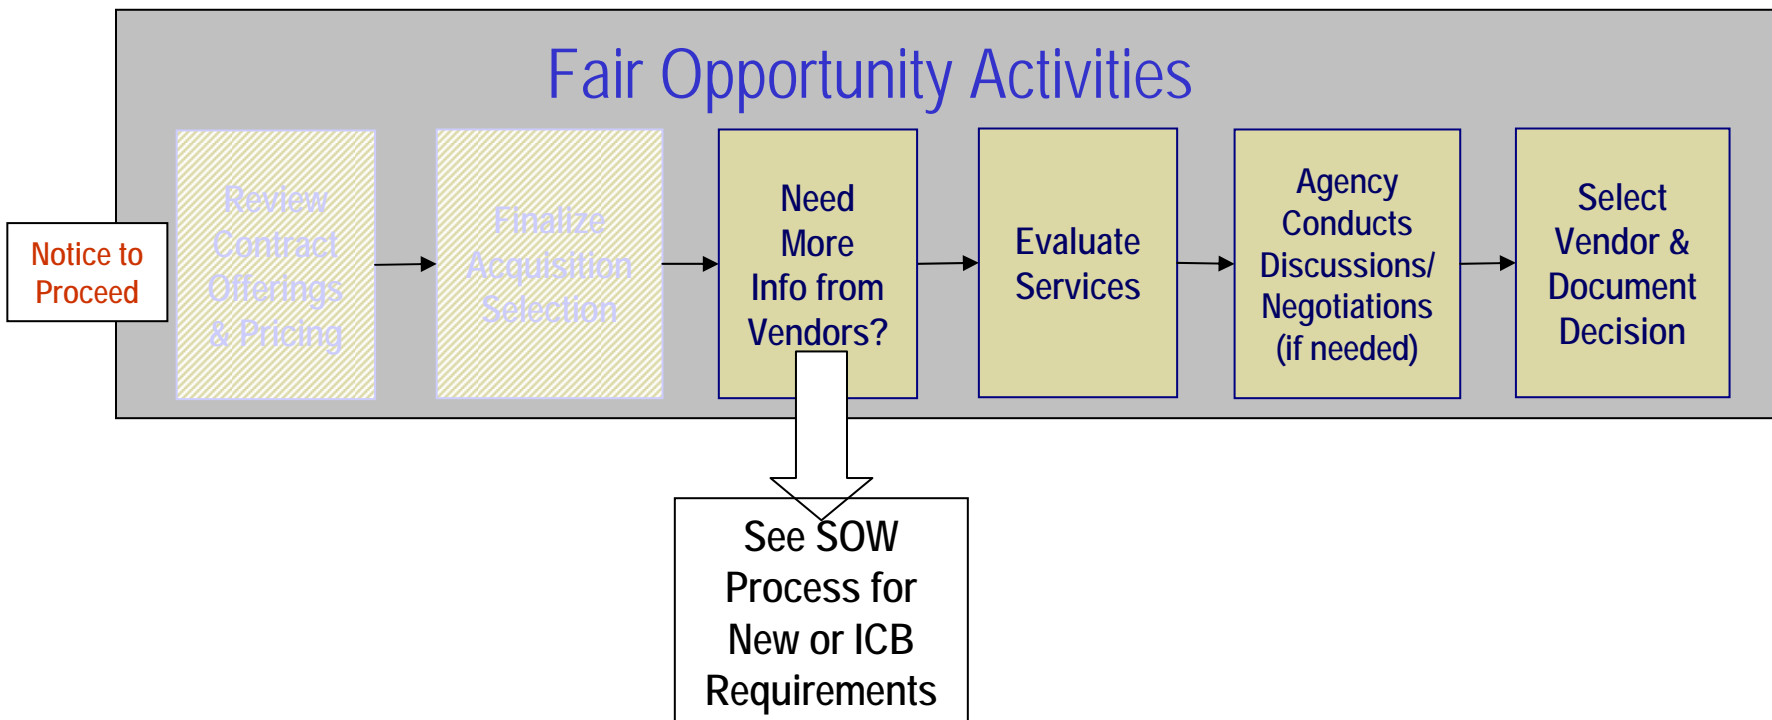 Fair Opportunity Activities
Notice to
Proceed
Review
Contract
Offerings
& Pricing
Finalize
Acquisition
Selection
Need
More
Info from
Vendors?
Evaluate
Services
Agency
Conducts
Discussions/
Negotiations
(if needed)
Select
Vendor &
Document
Decision
See SOW
Process for
New or ICB
Requirements